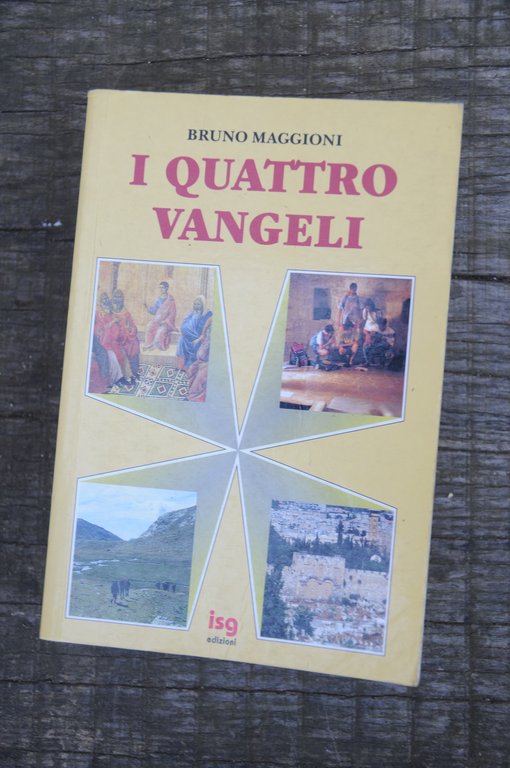 BRUNO MAGGIONI
I QUATTRO
VANGELI
isg
edizioni